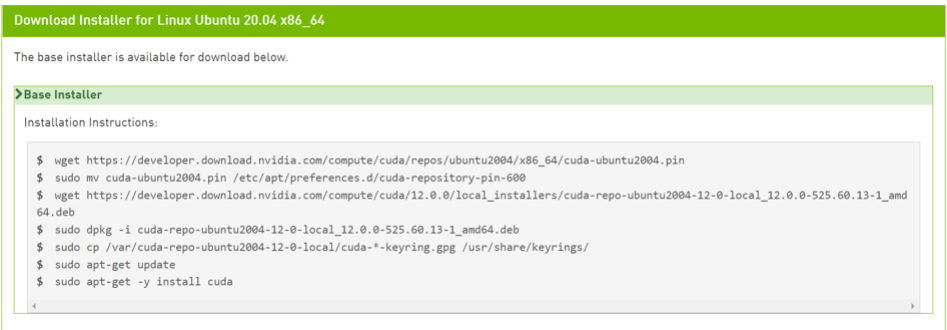 Download Installer for Linux Ubuntu 20.04 x86_64
The base installer is available for download below.
Base Installer
Installation Instructions:
$ wget https://developer.download.nvidia.com/compute/cuda/repos/ubuntu2004/x86_64/cuda-ubuntu2004.pin
$ sudo mv cuda-ubuntu2004.pin /etc/apt/preferences.d/cuda-repository-pin-600
$ wget https://developer.download.nvidia.com/compute/cuda/12.0.0/local_installers/cuda-repo-ubuntu2004-12-0-local_12.0.0-525.60.13-1_amd
64.deb
$ sudo dpkg -i cuda-repo-ubuntu2004-12-0-local_12.0.0-525.60.13-1_amd64.deb
$ sudo cp /var/cuda-repo-ubuntu2004-12-0-local/cuda-*-keyring.gpg /usr/share/keyrings/
$ sudo apt-get update
$ sudo apt-get -y install cuda